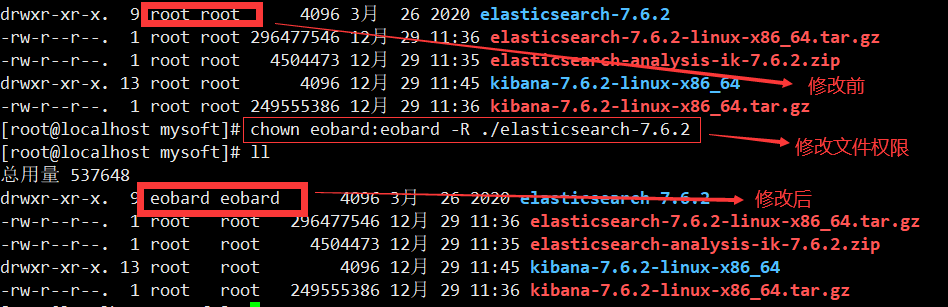 drwxr-xr-x.  9 root root      4096 3月  26 2020 elasticsearch-7.6.2
-rw-r--r--.  1 root root 296477546 12月 29 11:36 elasticsearch-7.6.2-linux-x86_64.tar.gz
-rw-r--r--.  1 root root   4504473 12月 29 11:35 elasticsearch-analysis-ik-7.6.2.zip
drwxr-xr-x. 13 root root      4096 12月 29 11:45 kibana-7.6.2-linux-x86_64
修改前
-rw-r--r--.  1 root root 249555386 12月 29 11:44 kibana-7.6.2-linux-x86_64.tar.gz
[root@localhost mysoft]# chown eobard:eobard -R ./elasticsearch-7.6.2
修改文件权限
[root@localhost mysoft]# ll
总用量 537648
drwxr-xr-x.  9 eobard eobard      4096 3月  26 2020 elasticsearch-7.6.2
修改后
-rw-r--r--.  1 root   root   296477546 12月 29 11:36 elasticsearch-7.6.2-linux-x86_64.tar.gz
-rw-r--r--.  1 root   root     4504473 12月 29 11:35 elasticsearch-analysis-ik-7.6.2.zip
drwxr-xr-x. 13 root   root        4096 12月 29 11:45 kibana-7.6.2-linux-x86_64
-rw-r--r--.  1 root   root   249555386 12月 29 11:44 kibana-7.6.2-linux-x86_64.tar.gz